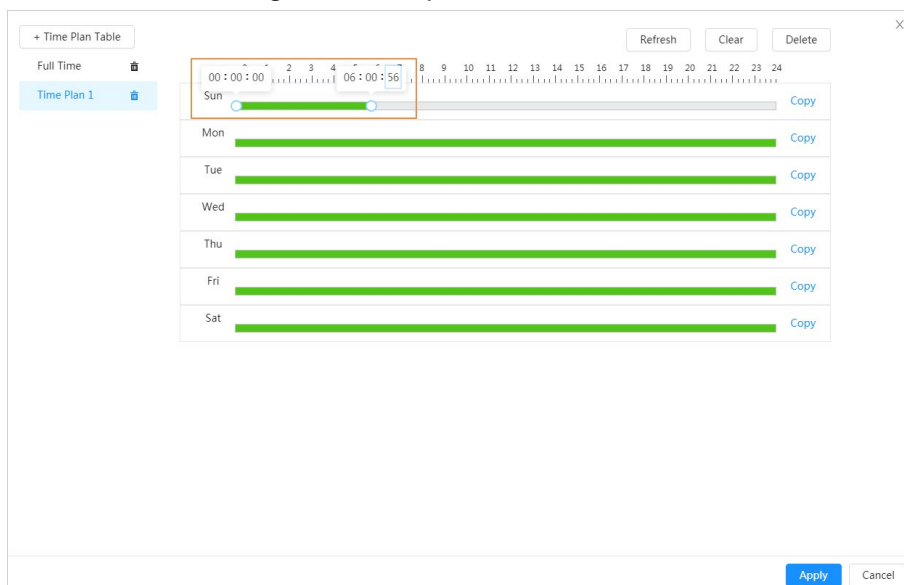 X
+ Time Plan Table
Refresh Clear Delete
Full Time
2 3 4 8 9 10 11 12 13 14 15 16 17 18 19 20 21 22 23 24
00:00:00 06:00:56
Time Plan 1
Sun Copy
Mon Copy
Tue Copy
Wed Copy
Thu Copy
Fri Copy
Sat Copy
Apply Cancel